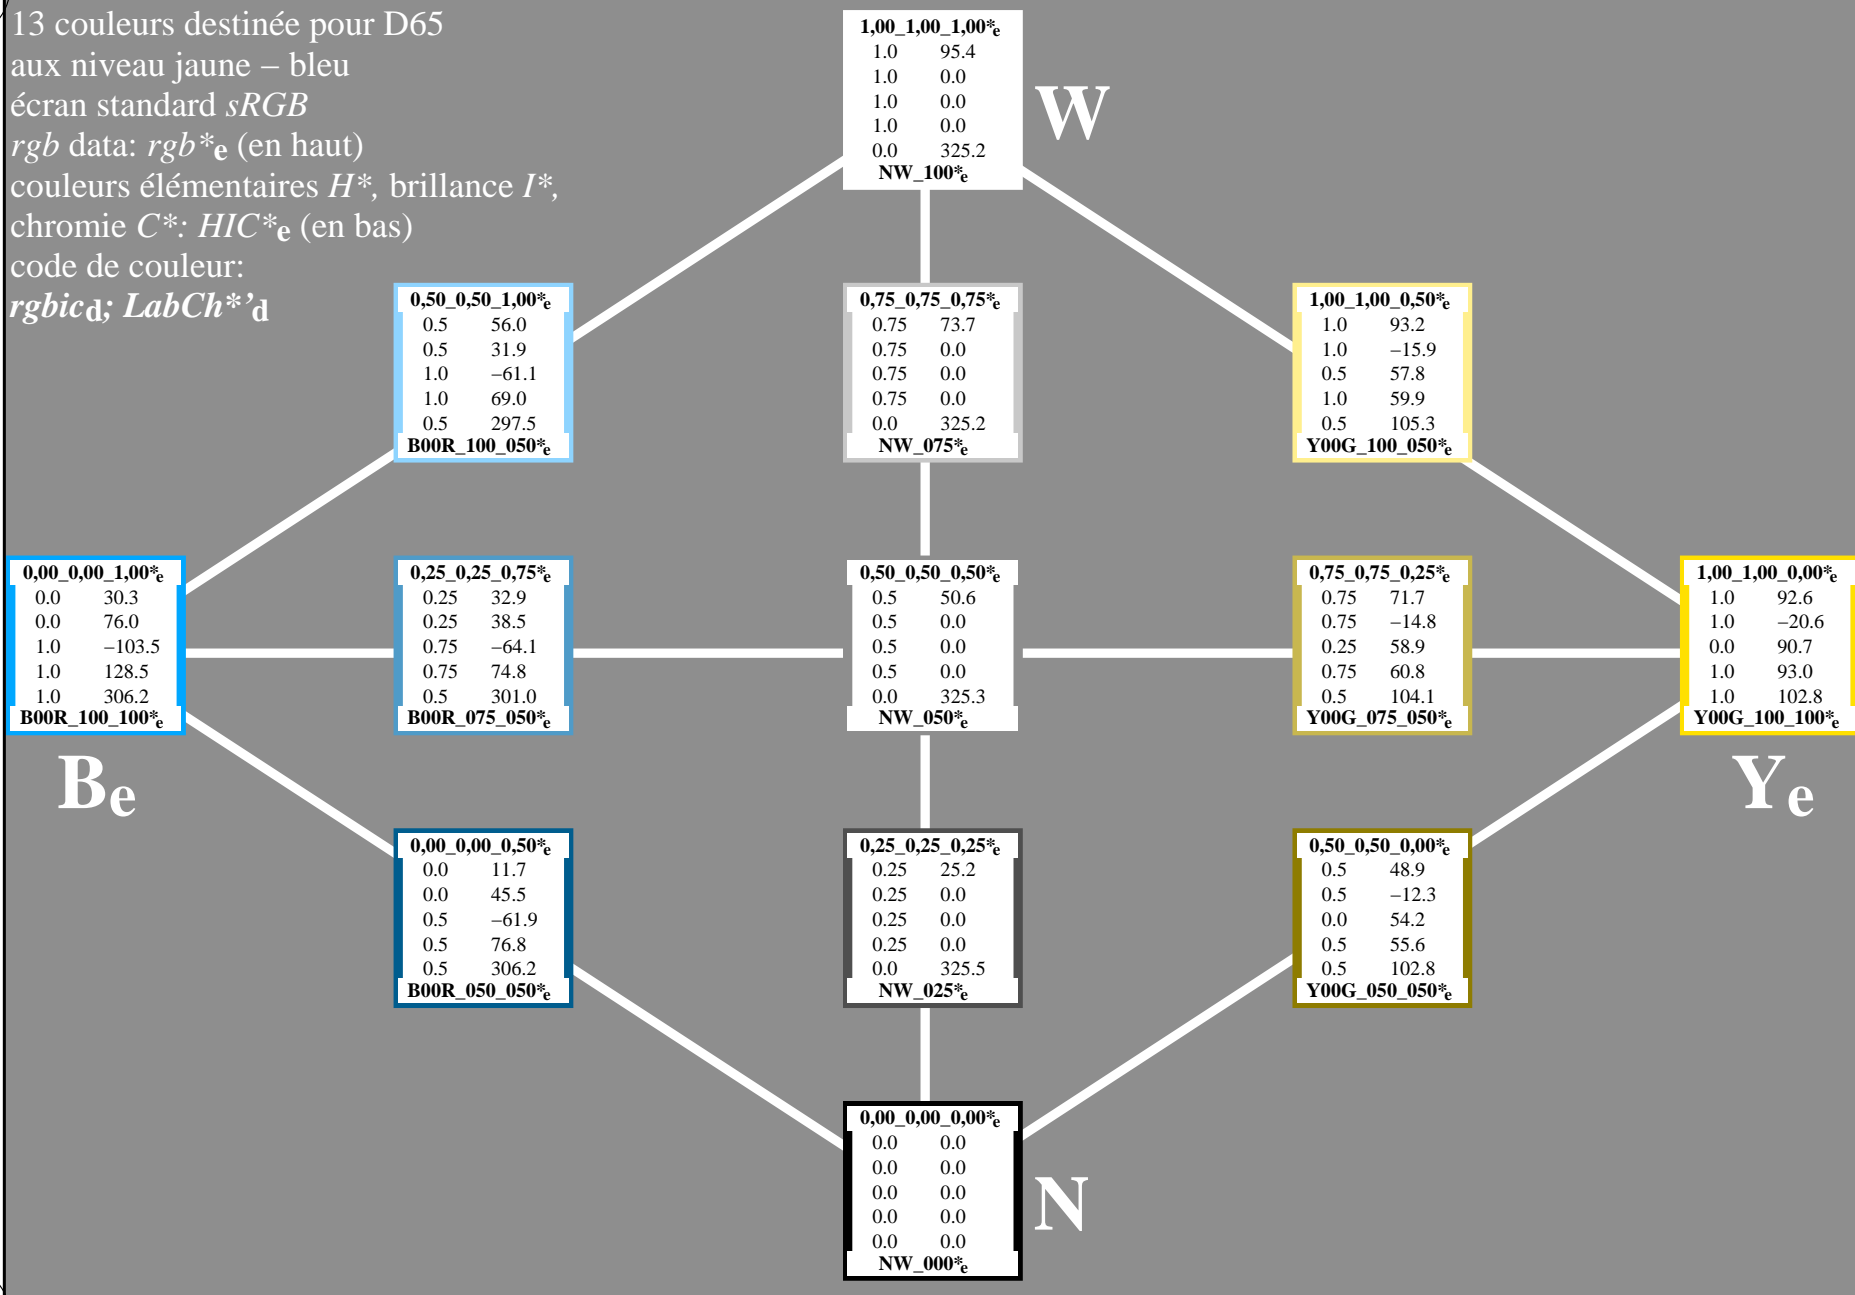 13 couleurs destinée pour D65
aux niveau jaune – bleu
écran standard sRGB
rgb data: rgb*e (en haut)
couleurs élémentaires H*, brillance I*,
chromie C*: HIC*e (en bas)
code de couleur:
rgbicd; LabCh*’d
1,00_1,00_1,00*e
1.0 95.4
1.0 0.0
1.0 0.0
1.0 0.0
0.0 325.2
NW_100*e
W
0,50_0,50_1,00*e
0.5 56.0
0.5 31.9
1.0 –61.1
1.0 69.0
0.5 297.5
B00R_100_050*e
0,75_0,75_0,75*e
0.75 73.7
0.75 0.0
0.75 0.0
0.75 0.0
0.0 325.2
NW_075*e
1,00_1,00_0,50*e
1.0 93.2
1.0 –15.9
0.5 57.8
1.0 59.9
0.5 105.3
Y00G_100_050*e
0,00_0,00_1,00*e
0.0 30.3
0.0 76.0
1.0 –103.5
1.0 128.5
1.0 306.2
B00R_100_100*e
Be
0,25_0,25_0,75*e
0.25 32.9
0.25 38.5
0.75 –64.1
0.75 74.8
0.5 301.0
B00R_075_050*e
0,50_0,50_0,50*e
0.5 50.6
0.5 0.0
0.5 0.0
0.5 0.0
0.0 325.3
NW_050*e
0,75_0,75_0,25*e
0.75 71.7
0.75 –14.8
0.25 58.9
0.75 60.8
0.5 104.1
Y00G_075_050*e
1,00_1,00_0,00*e
1.0 92.6
1.0 –20.6
0.0 90.7
1.0 93.0
1.0 102.8
Y00G_100_100*e
Ye
0,00_0,00_0,50*e
0.0 11.7
0.0 45.5
0.5 –61.9
0.5 76.8
0.5 306.2
B00R_050_050*e
0,25_0,25_0,25*e
0.25 25.2
0.25 0.0
0.25 0.0
0.25 0.0
0.0 325.5
NW_025*e
0,50_0,50_0,00*e
0.5 48.9
0.5 –12.3
0.0 54.2
0.5 55.6
0.5 102.8
Y00G_050_050*e
0,00_0,00_0,00*e
0.0 0.0
0.0 0.0
0.0 0.0
0.0 0.0
0.0 0.0
NW_000*e
N